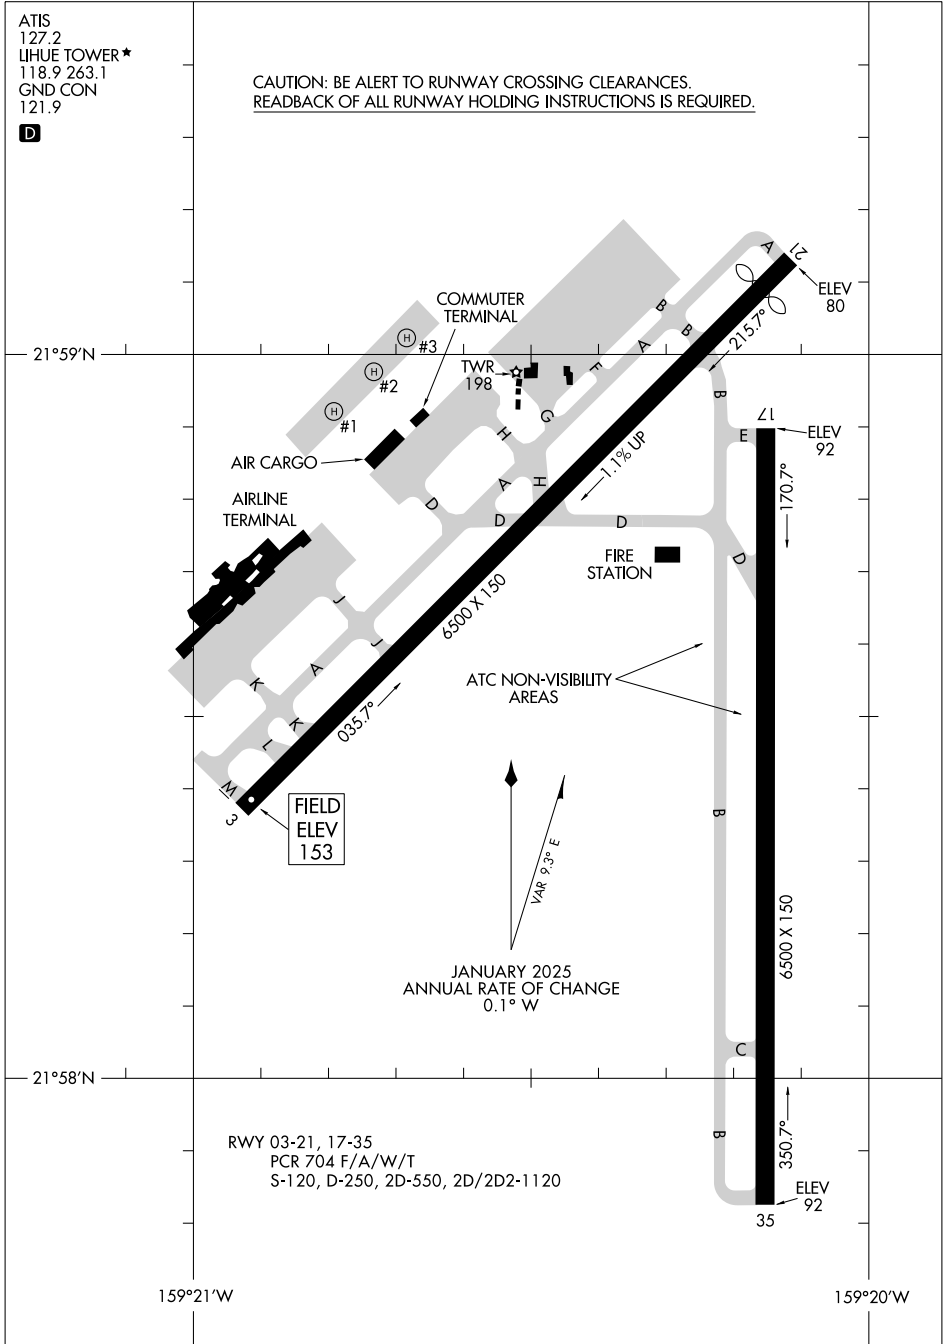 ATIS
127.2
LIHUE TOWER★
118.9 263.1
GND CON
121.9
D
CAUTION: BE ALERT TO RUNWAY CROSSING CLEARANCES.
READBACK OF ALL RUNWAY HOLDING INSTRUCTIONS IS REQUIRED.
A
21
ELEV
80
B
B
215.7°
COMMUTER
TERMINAL
H
#3
21°59'N
TWR
198
A
F
H
#2
B
H
#1
G
17
E
ELEV
92
H
1.1% UP
AIR CARGO
170.7°
A
H
AIRLINE
TERMINAL
D
D
D
FIRE
STATION
D
6500 X 150
J
J
A
K
K
L
M
3
035.7°
ATC NON-VISIBILITY
AREAS
FIELD
ELEV
153
B
VAR 9.3° E
6500 X 150
JANUARY 2025
ANNUAL RATE OF CHANGE
0.1° W
C
21°58'N
RWY 03-21, 17-35
PCR 704 F/A/W/T
S-120, D-250, 2D-550, 2D/2D2-1120
B
350.7°
ELEV
92
35
159°21'W
159°20'W